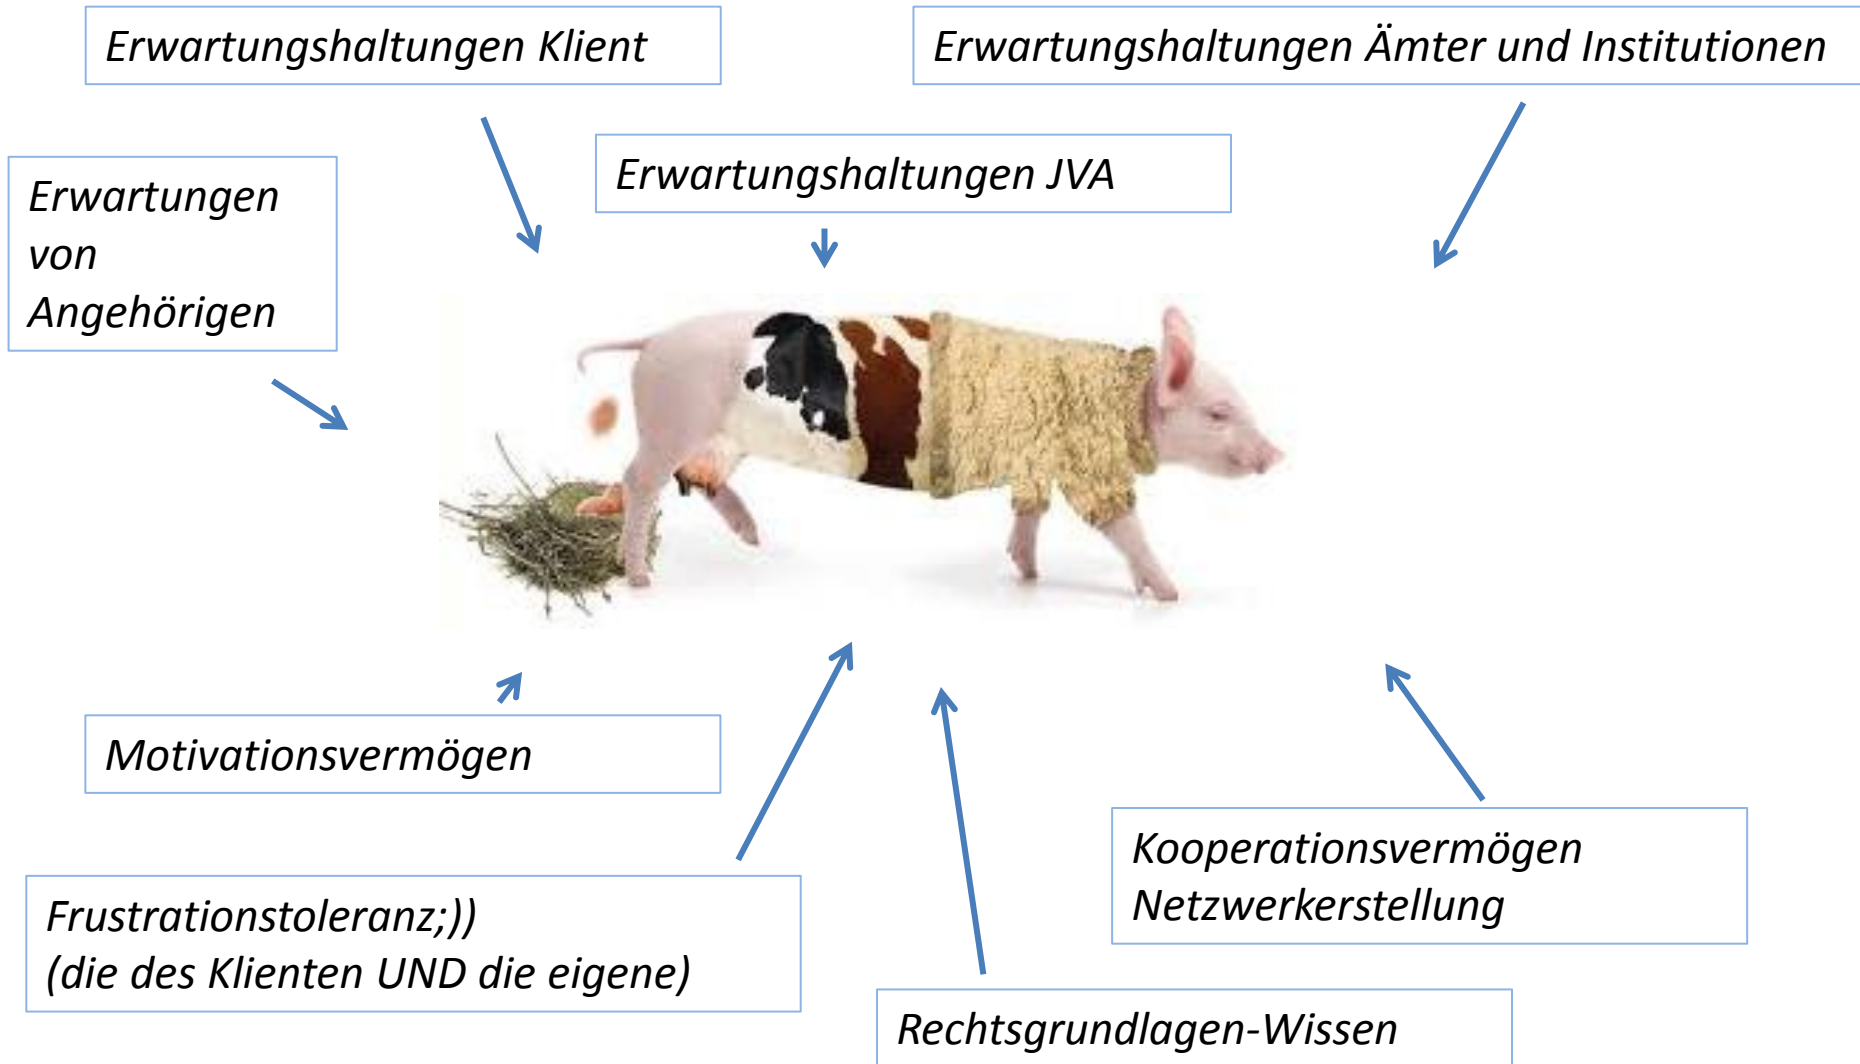 Erwartungshaltungen Klient
Erwartungshaltungen Ämter und Institutionen
Erwartungshaltungen JVA
Erwartungen
von
Angehörigen
Motivationsvermögen
Kooperationsvermögen
Netzwerkerstellung
Frustrationstoleranz;))
(die des Klienten UND die eigene)
Rechtsgrundlagen-Wissen